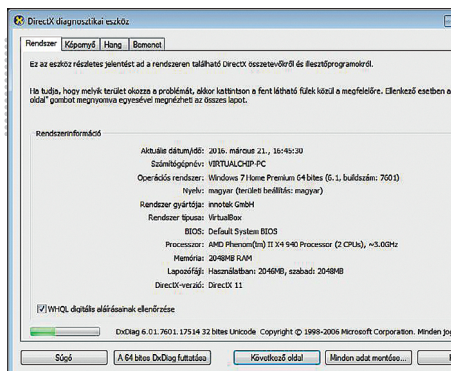 DirectX diagnosztikai eszköz
Rendszer Képernyő Hang Bemenet
Ez az eszköz részletes jelentést ad a rendszeren található DirectX összetevőkről és illesztőprogramokról.
Ha tudja, hogy melyik terület okozza a problémát, akkor kattintson a fent látható fülek közül a megfelelőre. Ellenkező esetben a
oldal" gombot megnyomva egyesével megnézheti az összes lapot.
Rendszerinformáció
Aktuális dátum/idő: 2016. március 21., 16:45:30
Számítógépnév: VIRTUALCHIP-PC
Operációs rendszer: Windows 7 Home Premium 64 bites (6.1, buildszám: 7601)
Nyelv: magyar (területi beállítás: magyar)
Rendszer gyártója: innotek GmbH
Rendszer típusa: VirtualBox
BIOS: Default System BIOS
Processzor: AMD Phenom(tm) II X4 940 Processor (2 CPUs), ~3.0GHz
Memória: 2048MB RAM
Lapozófájl: Használatban: 2046MB, szabad: 2048MB
DirectX-verzió: DirectX 11
WHQL digitális aláírásainak ellenőrzése
DxDiag 6.01.7601.17514 32 bites Unicode Copyright © 1998-2006 Microsoft Corporation. Minden jog
Súgó A 64 bites DxDiag futtatása Következő oldal Minden adat mentése...